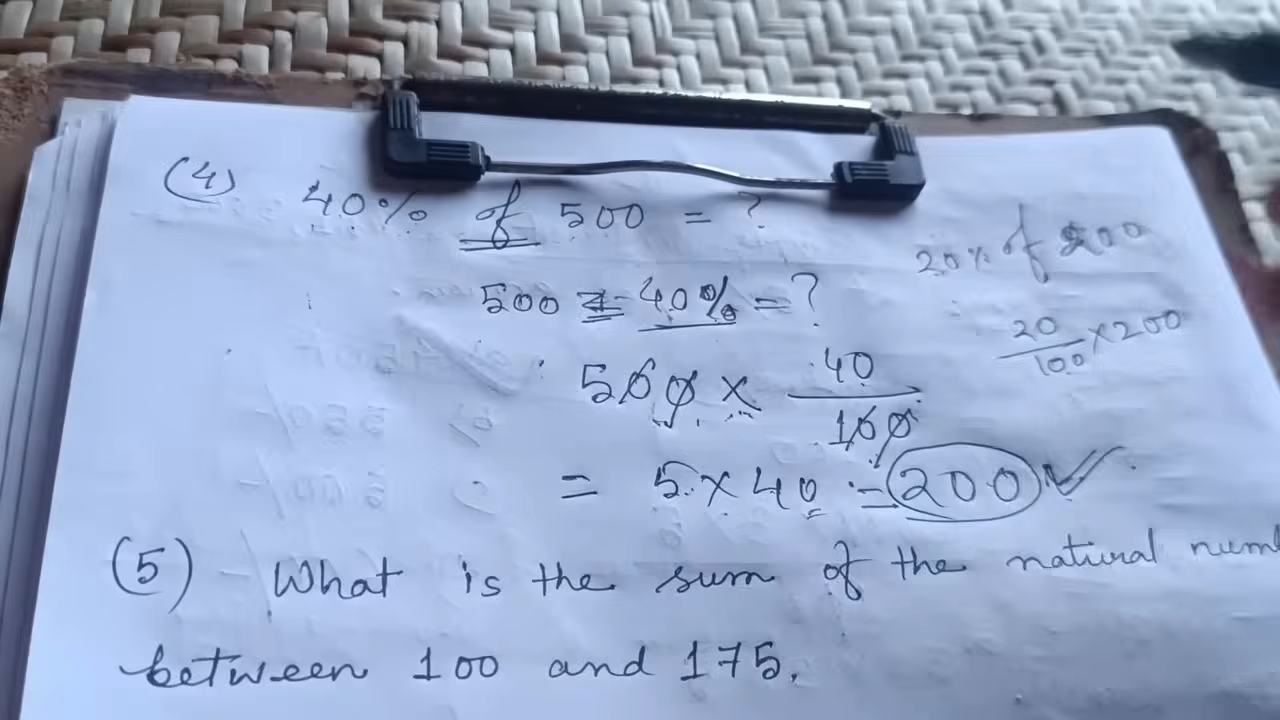 (4) 40% of 500 = ?
500 = 40% = ?
500 × 40/100
= 5 × 40 = 200 ✓
20% of 200
20/100 × 200
(5) What is the sum of the natural num
between 100 and 175.